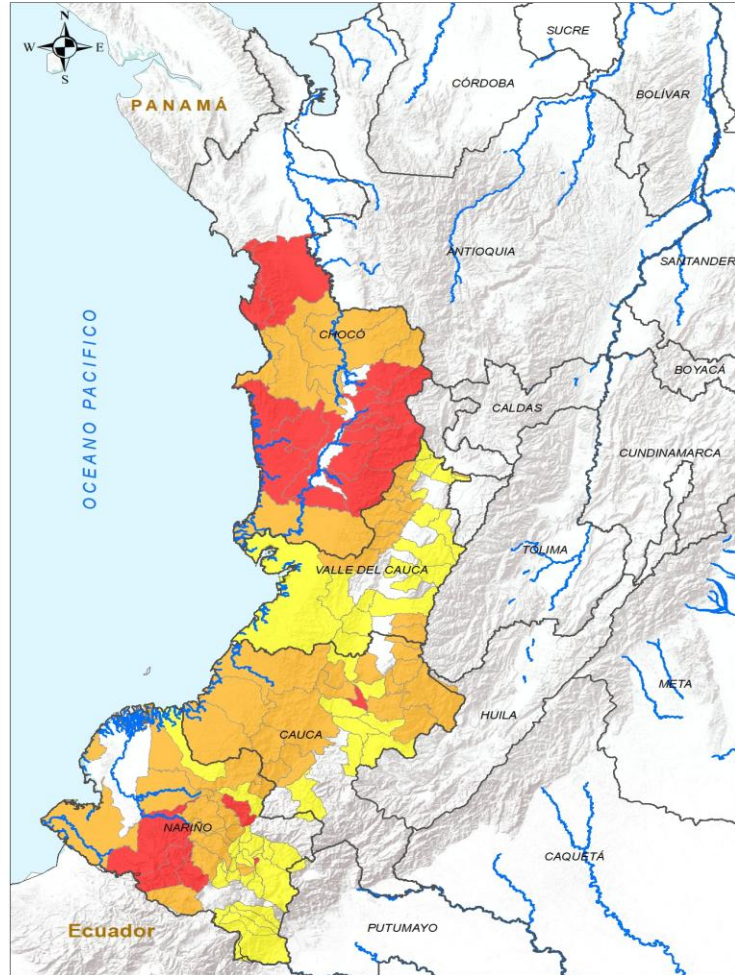 SUCRE
N
W E
S
CÓRDOBA
BOLÍVAR
PANAMÁ
ANTIOQUIA
SANTANDER
OCEANO PACIFICO
CHOCÓ
BOYACÁ
CALDAS
CUNDINAMARCA
TOLIMA
VALLE DEL CAUCA
META
HUILA
CAUCA
NARIÑO
CAQUETÁ
Ecuador
PUTUMAYO